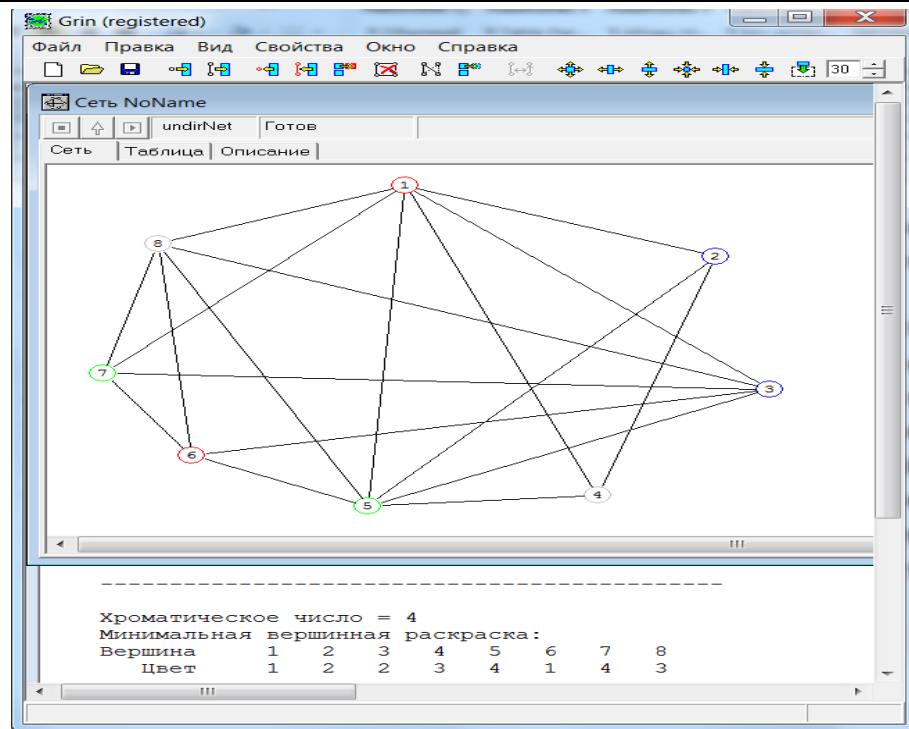 Grin (registered)
Файл Правка Вид Свойства Окно Справка
30
Сеть NoName
undirNet Готов
Сеть Таблица Описание
1
8
2
7
3
6
4
5
------------------------------------------------
Хроматическое число = 4
Минимальная вершинная раскраска:
Вершина 1 2 3 4 5 6 7 8
Цвет 1 2 2 3 4 1 4 3